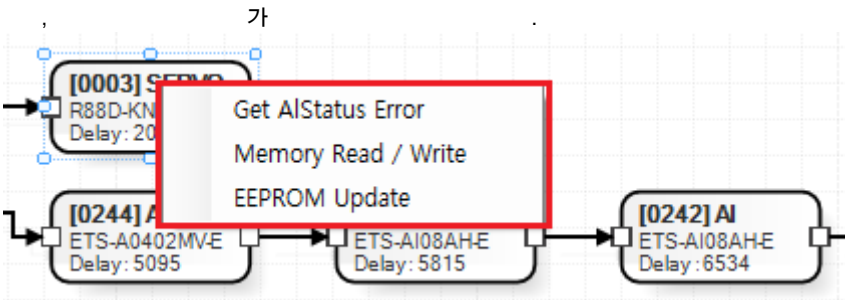 , 가 .
[0003]
R88D-KN
Delay: 20
Get AlStatus Error
Memory Read / Write
EEPROM Update
[0244] A
ETS-A0402MV-E
Delay: 5095
ETS-AI08AH-E
Delay: 5815
[0242] AI
ETS-AI08AH-E
Delay: 6534